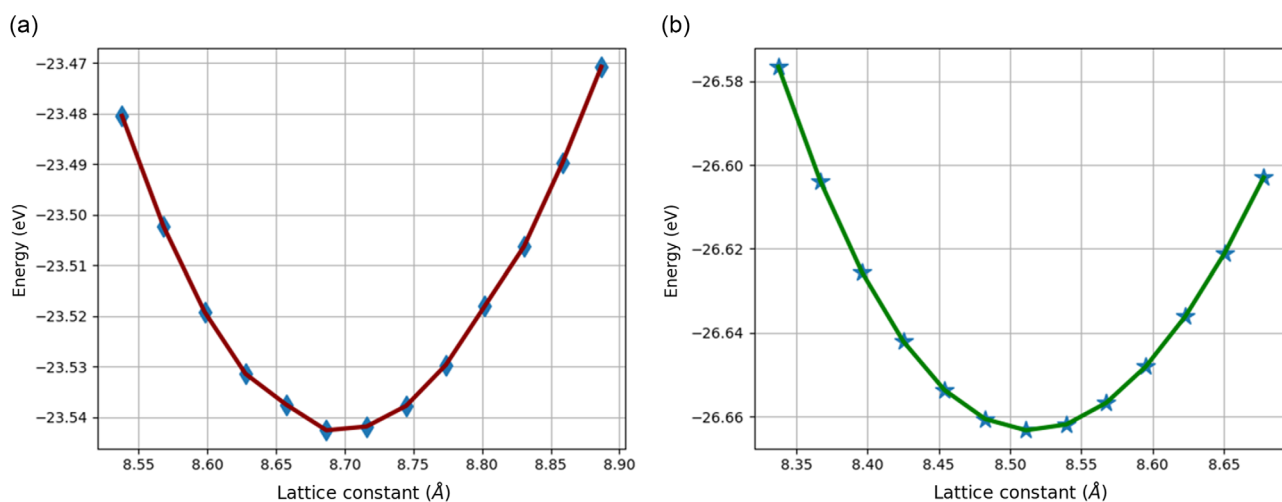 (a)
−23.47
−23.48
−23.49
−23.50
−23.51
−23.52
−23.53
−23.54
Energy (eV)
8.55 8.60 8.65 8.70 8.75 8.80 8.85 8.90
Lattice constant (Å)
(b)
−26.58
−26.60
−26.62
−26.64
−26.66
Energy (eV)
8.35 8.40 8.45 8.50 8.55 8.60 8.65
Lattice constant (Å)